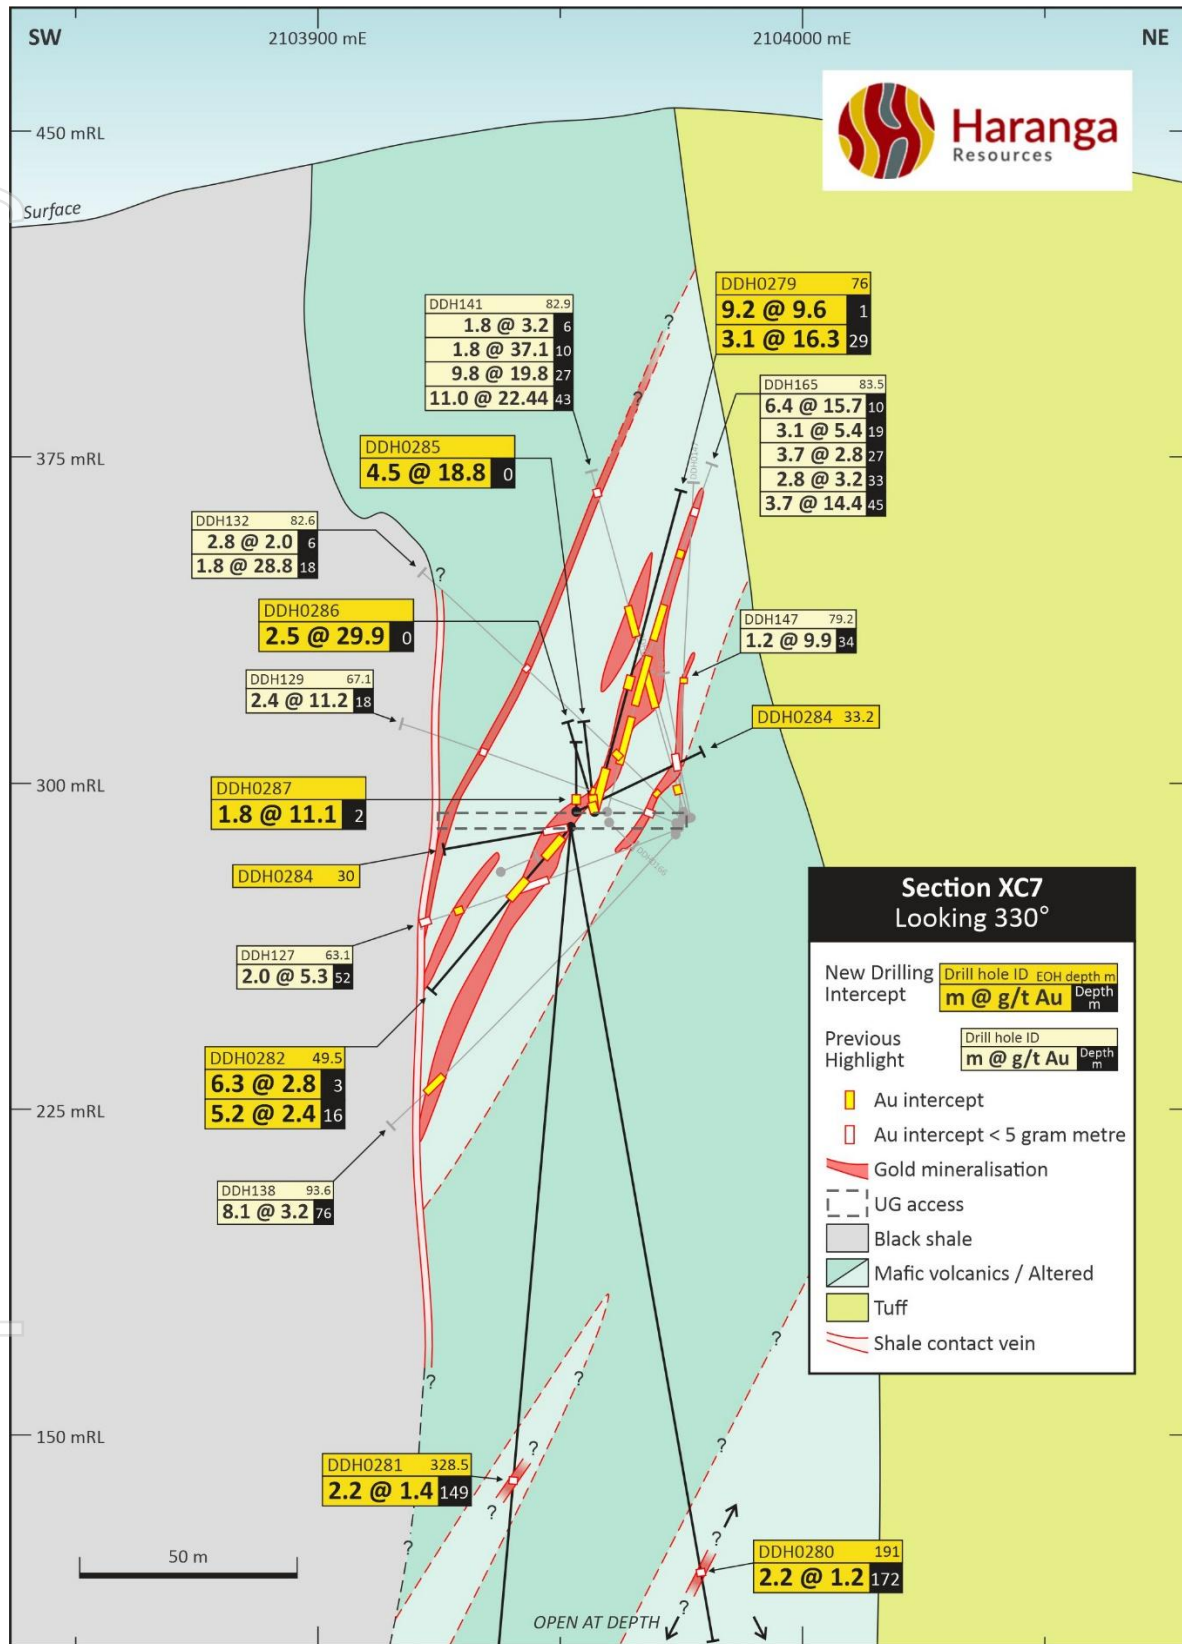 SW
2103900 mE
2104000 mE
NE
Haranga
Resources
450 mRL
Surface
DDH0279 76
9.2 @ 9.6 1
3.1 @ 16.3 29
DDH141 82.9
1.8 @ 3.2 6
1.8 @ 37.1 10
9.8 @ 19.8 27
11.0 @ 22.44 43
?
?
DDH165 83.5
6.4 @ 15.7 10
3.1 @ 5.4 19
3.7 @ 2.8 27
2.8 @ 3.2 33
3.7 @ 14.4 45
DDH0285
4.5 @ 18.8 0
375 mRL
DDH132 82.6
2.8 @ 2.0 6
1.8 @ 28.8 18
?
DDH0286
2.5 @ 29.9 0
DDH147 79.2
1.2 @ 9.9 34
DDH129 67.1
2.4 @ 11.2 18
DDH0284 33.2
300 mRL
DDH0287
1.8 @ 11.1 2
DDH0166
DDH0284 30
DDH127 63.1
2.0 @ 5.3 52
DDH0282 49.5
6.3 @ 2.8 3
5.2 @ 2.4 16
225 mRL
DDH138 93.6
8.1 @ 3.2 76
Section XC7
Looking 330°
New Drilling
Intercept
Drill hole ID EOH depth m
m @ g/t Au Depth
m
Previous
Highlight
Drill hole ID
m @ g/t Au Depth
m
Au intercept
Au intercept < 5 gram metre
Gold mineralisation
UG access
Black shale
Mafic volcanics / Altered
Tuff
Shale contact vein
?
?
?
?
150 mRL
?
?
DDH0281 328.5
2.2 @ 1.4 149
?
?
?
DDH0280 191
2.2 @ 1.2 172
?
50 m
OPEN AT DEPTH